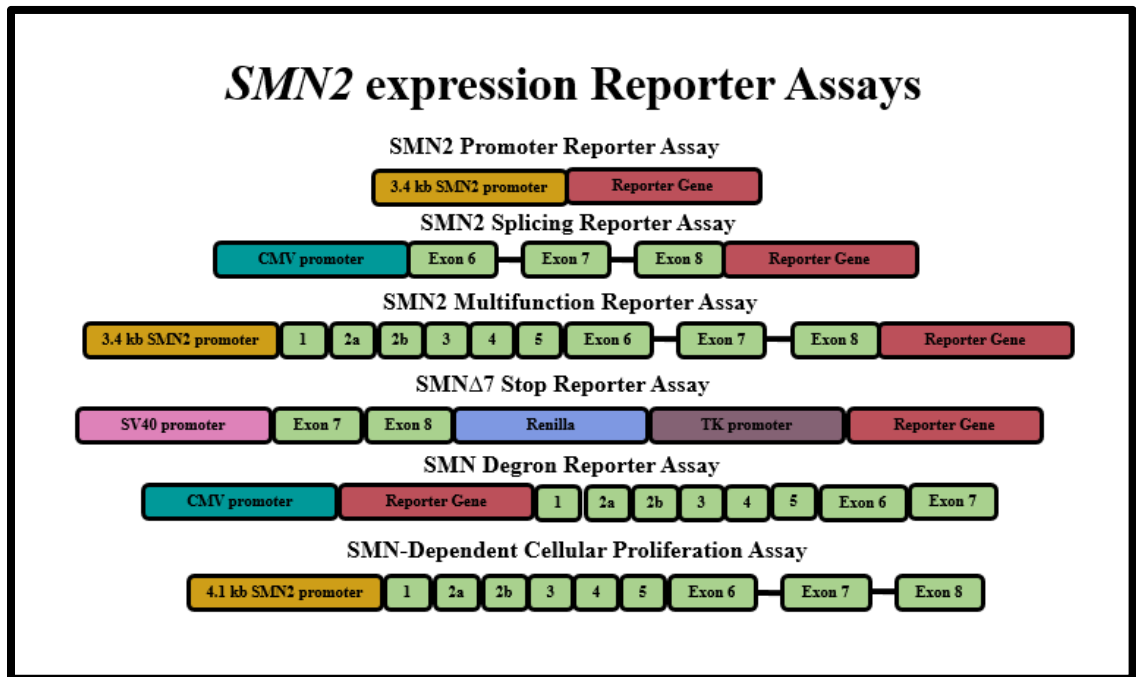 SMN2 expression Reporter Assays
SMN2 Promoter Reporter Assay
3.4 kb SMN2 promoter Reporter Gene
SMN2 Splicing Reporter Assay
CMV promoter Exon 6 Exon 7 Exon 8 Reporter Gene
SMN2 Multifunction Reporter Assay
3.4 kb SMN2 promoter 1 2a 2b 3 4 5 Exon 6 Exon 7 Exon 8 Reporter Gene
SMNΔ7 Stop Reporter Assay
SV40 promoter Exon 7 Exon 8 Renilla TK promoter Reporter Gene
SMN Degron Reporter Assay
CMV promoter Reporter Gene 1 2a 2b 3 4 5 Exon 6 Exon 7
SMN-Dependent Cellular Proliferation Assay
4.1 kb SMN2 promoter 1 2a 2b 3 4 5 Exon 6 Exon 7 Exon 8